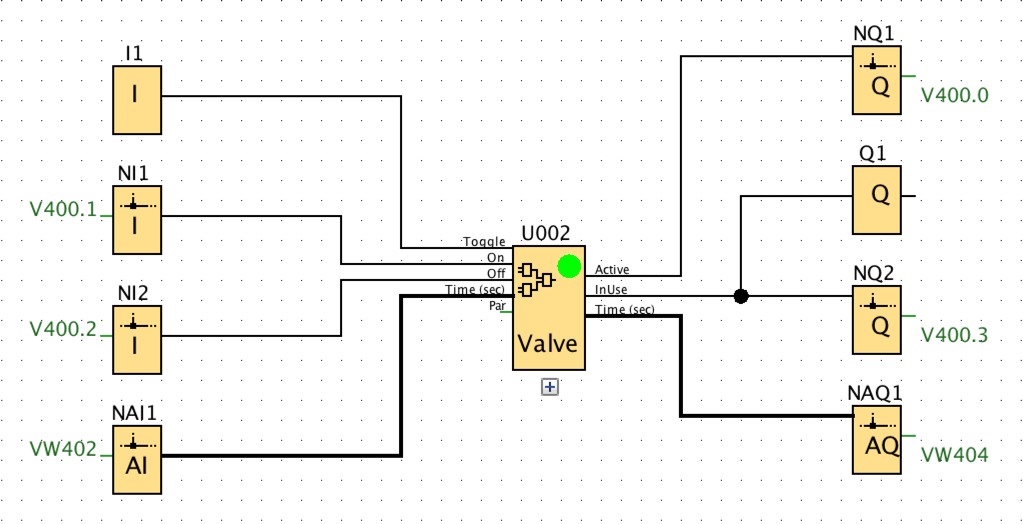 I1
I
NI1
V400.1
I
NI2
V400.2
I
NAI1
VW402
AI
U002
Toggle
On
Off
Time (sec)
Par
Active
InUse
Time (sec)
Valve
NQ1
Q
V400.0
Q1
Q
NQ2
Q
V400.3
NAQ1
AQ
VW404